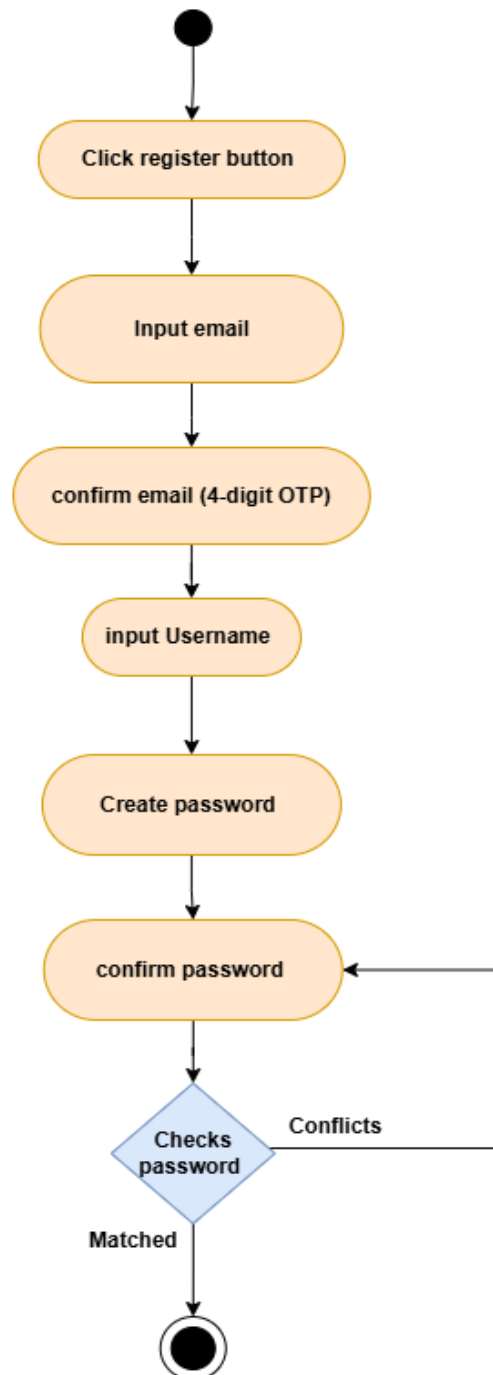 Click register button
Input email
confirm email (4-digit OTP)
input Username
Create password
confirm password
Checks
password
Conflicts
Matched